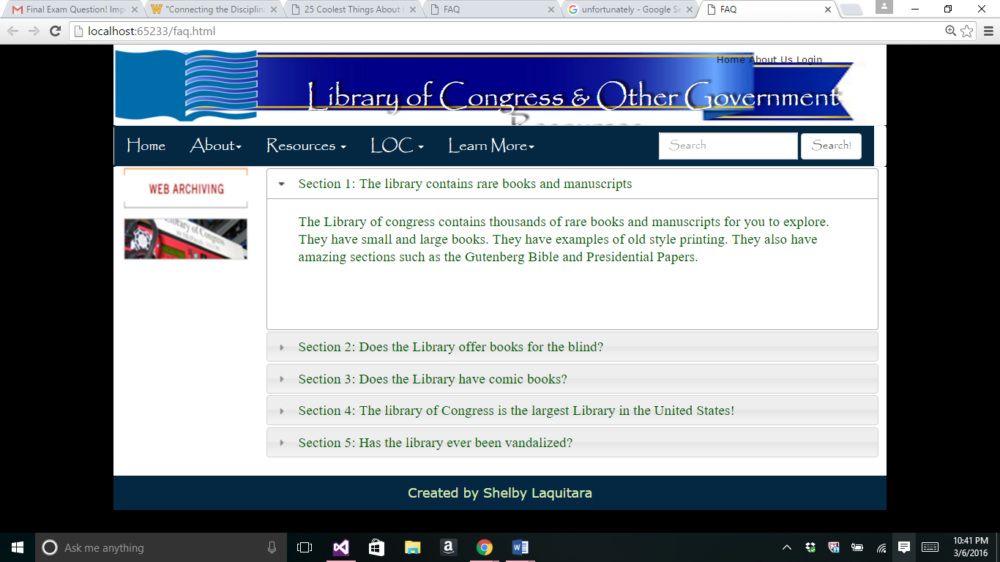 Final Exam Question! Imp
"Connecting the Disciplin
25 Coolest Things About
FAQ
unfortunately - Google Se
FAQ
localhost:65233/faq.html
Home About Us Login
Library of Congress & Other Government
Resources
Home About Resources LOC Learn More Search Search!
WEB ARCHIVING
Library of Congress
Section 1: The library contains rare books and manuscripts
The Library of congress contains thousands of rare books and manuscripts for you to explore.
They have small and large books. They have examples of old style printing. They also have
amazing sections such as the Gutenberg Bible and Presidential Papers.
Section 2: Does the Library offer books for the blind?
Section 3: Does the Library have comic books?
Section 4: The library of Congress is the largest Library in the United States!
Section 5: Has the library ever been vandalized?
Created by Shelby Laquitara
Ask me anything
10:41 PM
3/6/2016